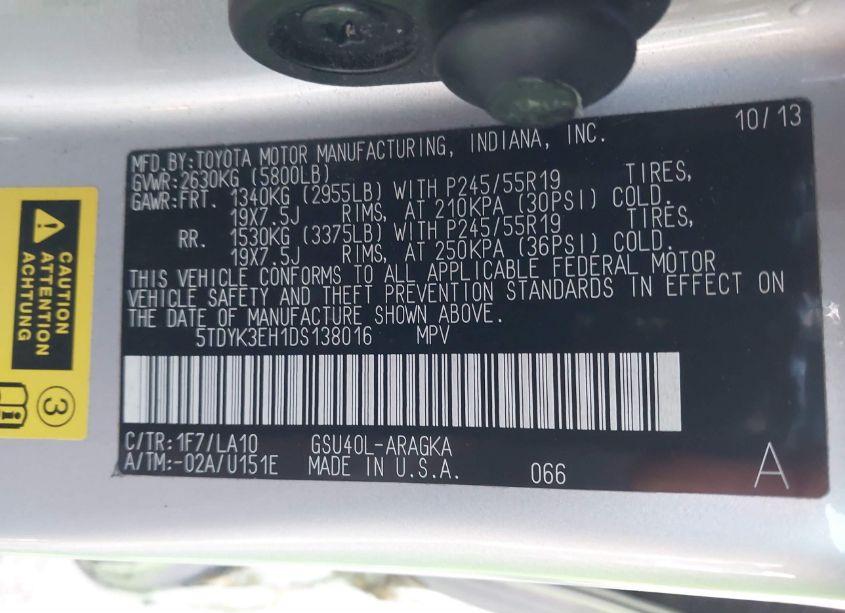 10/13
MFD.BY:TOYOTA MOTOR MANUFACTURING, INDIANA, INC.
GVWR:2630KG (5800LB)
GAWR:FRT. 1340KG (2955LB) WITH P245/55R19 TIRES,
19X7.5J RIMS, AT 210KPA (30PSI) COLD.
RR. 1530KG (3375LB) WITH P245/55R19 TIRES,
19X7.5J RIMS, AT 250KPA (36PSI) COLD.
THIS VEHICLE CONFORMS TO ALL APPLICABLE FEDERAL MOTOR
VEHICLE SAFETY AND THEFT PREVENTION STANDARDS IN EFFECT ON
THE DATE OF MANUFACTURE SHOWN ABOVE.
5TDYK3EH1DS138016 MPV
C/TR:1F7/LA10 GSU40L-ARAGKA
A/TM:-02A/U151E MADE IN U.S.A. 066 A
CAUTION
ATTENTION
ACHTUNG
3